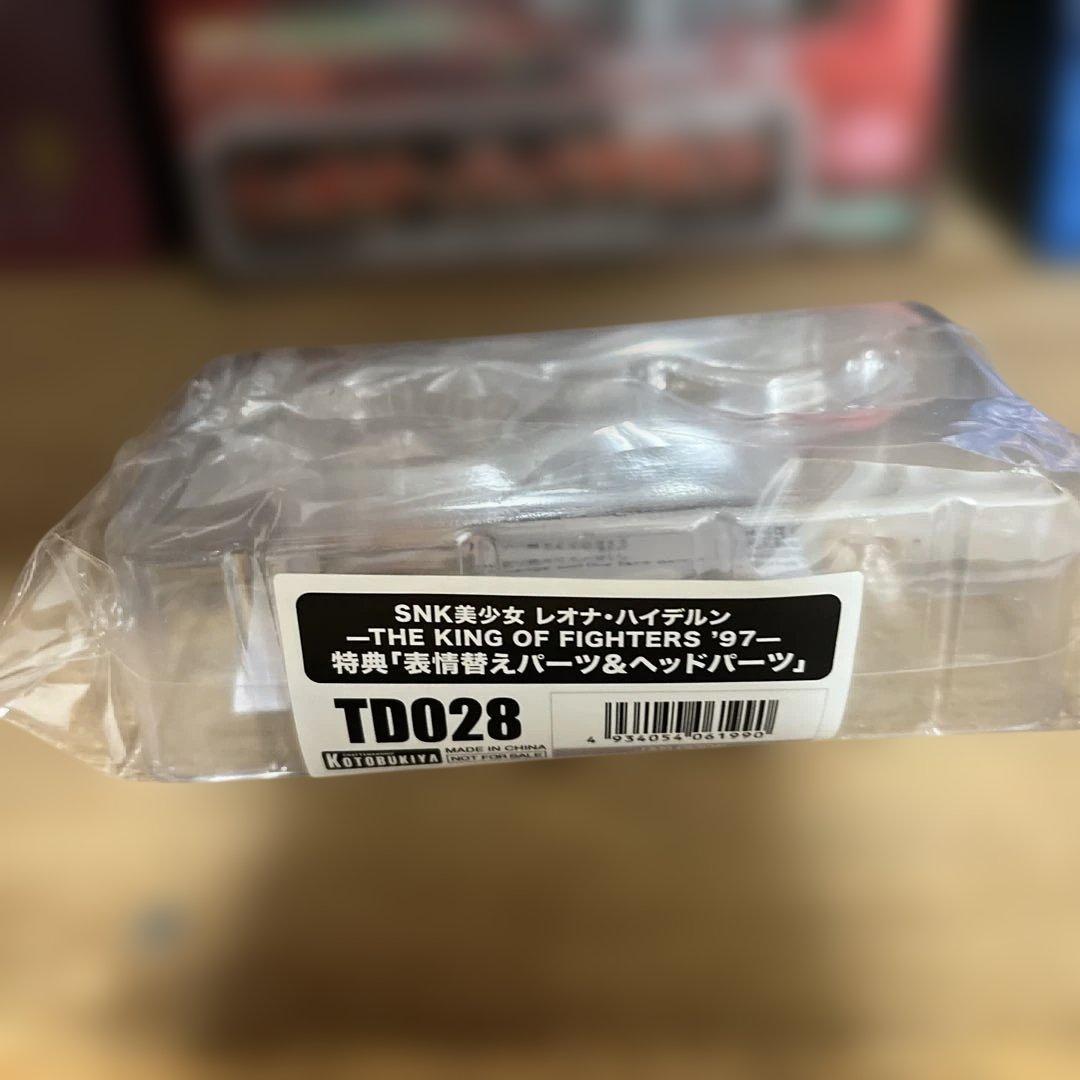 SNK美少女 レオナ・ハイデルン
—THE KING OF FIGHTERS '97—
特典「表情替えパーツ&ヘッドパーツ」
TD028
4 934054 061990
KOTOBUKIYA
MADE IN CHINA
NOT FOR SALE